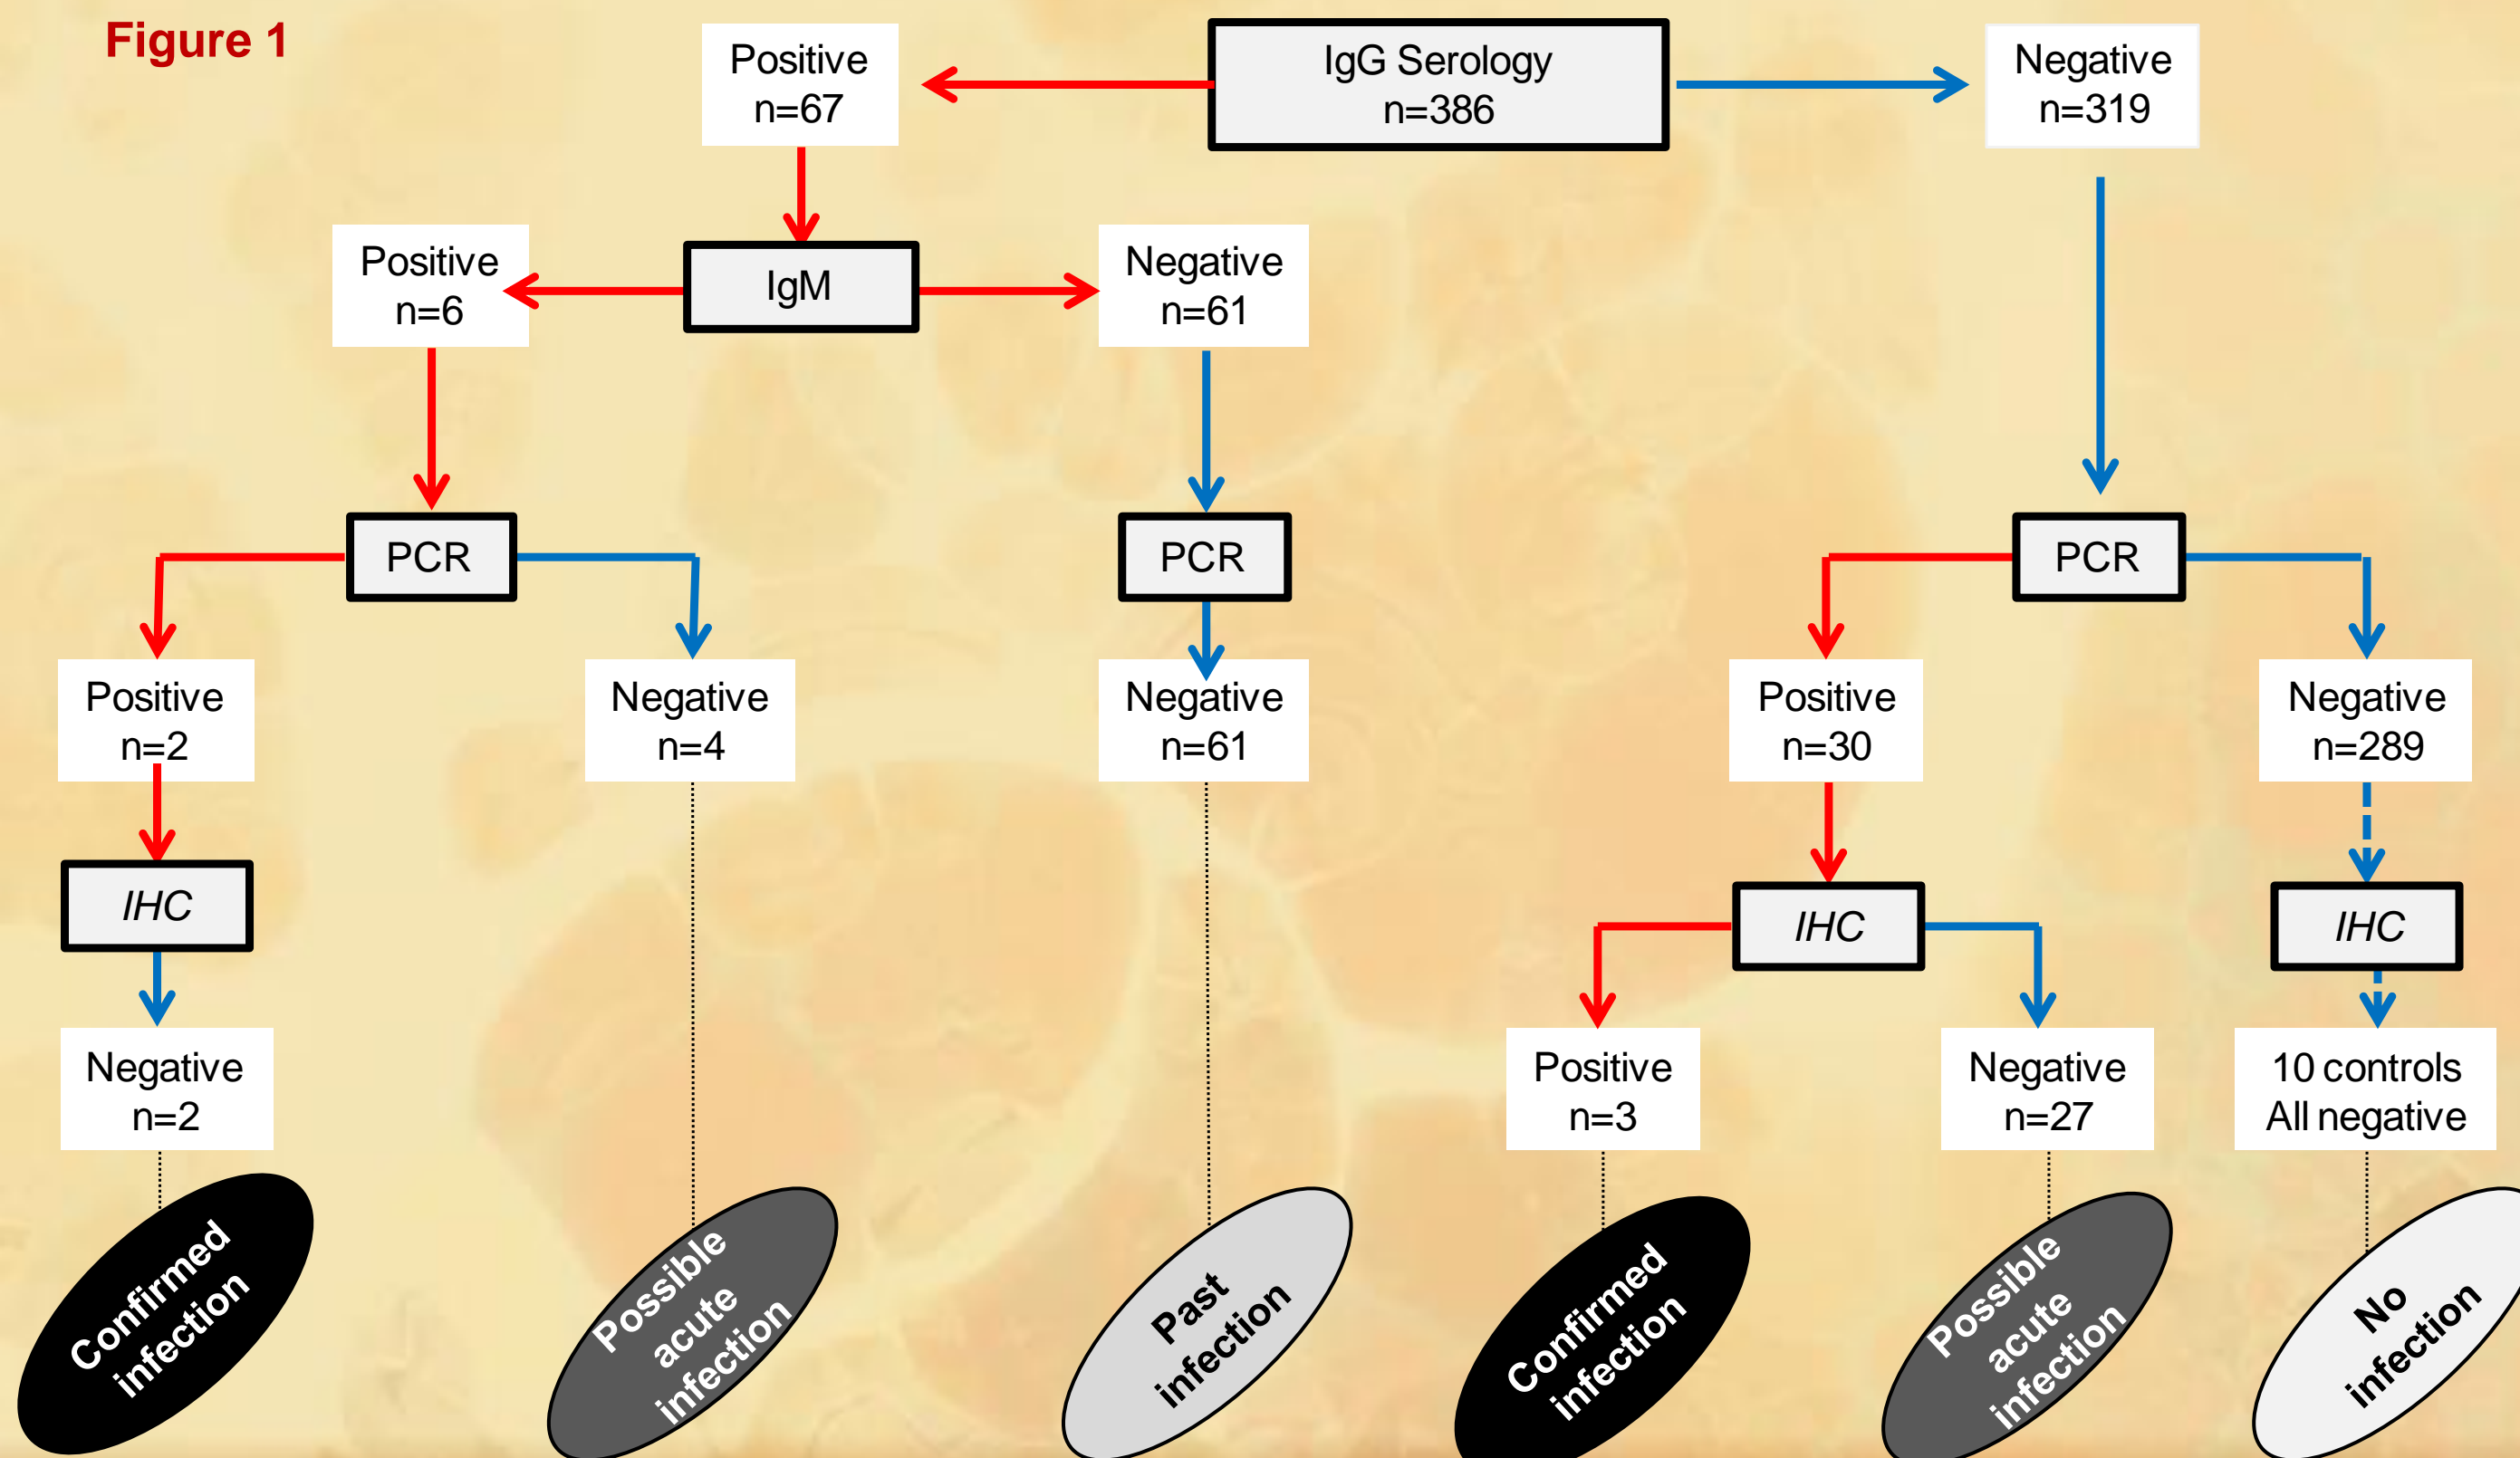 Figure 1
Positive
n=67
IgG Serology
n=386
Negative
n=319
Positive
n=6
IgM
Negative
n=61
PCR
PCR
PCR
Positive
n=2
Negative
n=4
Negative
n=61
Positive
n=30
Negative
n=289
IHC
IHC
IHC
Negative
n=2
Positive
n=3
Negative
n=27
10 controls
All negative
Confirmed
infection
Possible
acute
infection
Past
infection
Confirmed
infection
Possible
acute
infection
No
infection